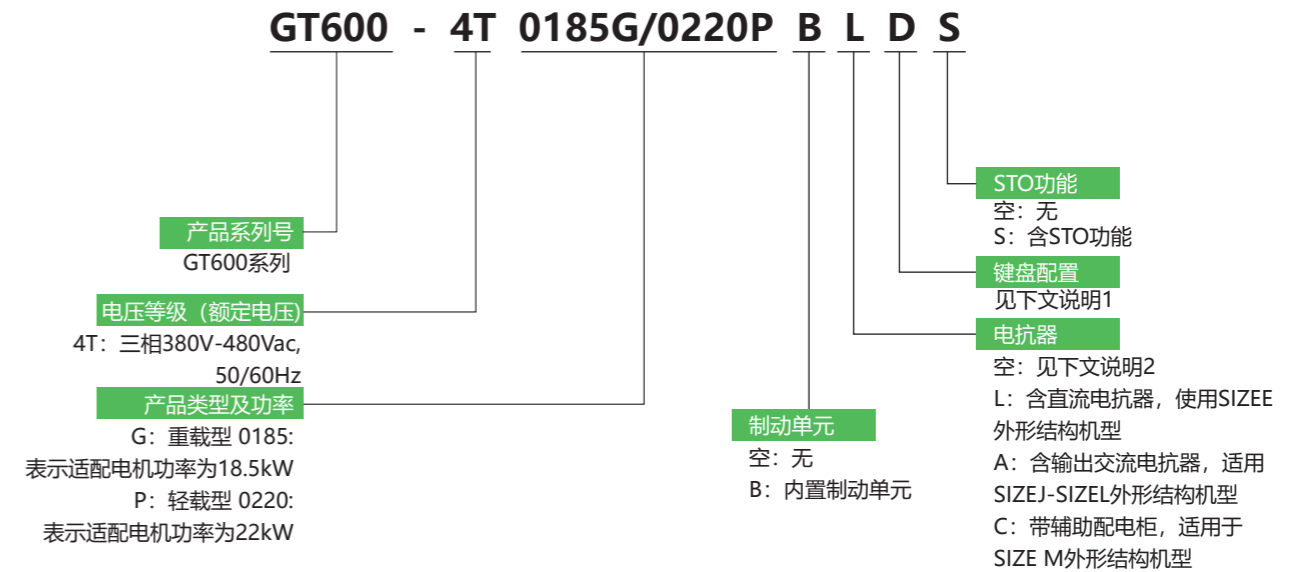 GT600 - 4T 0185G/0220P B L D S
产品系列号
GT600系列
电压等级（额定电压)
4T：三相380V-480Vac,
50/60Hz
产品类型及功率
G：重载型 0185:
表示适配电机功率为18.5kW
P：轻载型 0220:
表示适配电机功率为22kW
制动单元
空：无
B：内置制动单元
STO功能
空：无
S：含STO功能
键盘配置
见下文说明1
电抗器
空：见下文说明2
L：含直流电抗器，使用SIZEE
外形结构机型
A：含输出交流电抗器，适用
SIZEJ-SIZEL外形结构机型
C：带辅助配电柜，适用于
SIZE M外形结构机型